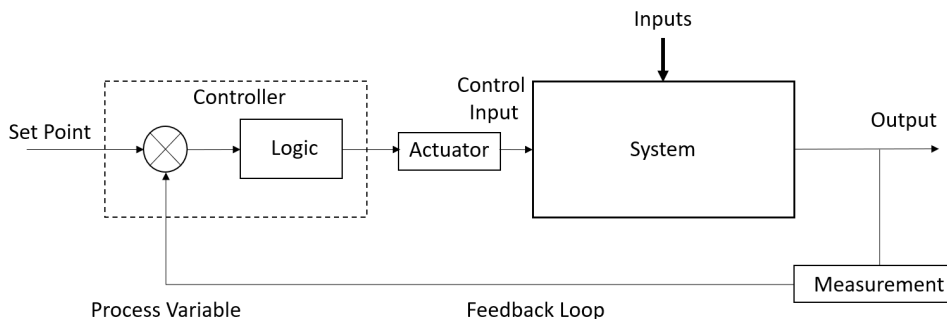 Inputs
Controller
Control
Input
Set Point
Logic
Actuator
System
Output
Measurement
Process Variable
Feedback Loop